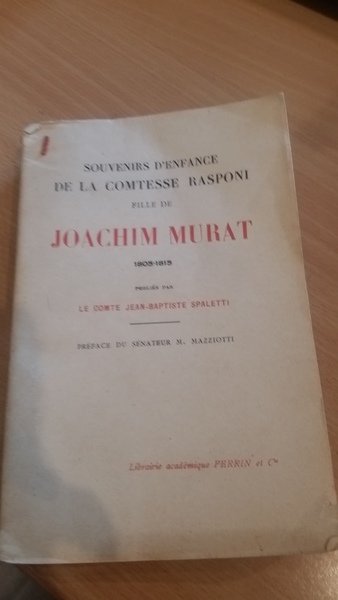 SOUVENIRS D'ENFANCE
DE LA COMTESSE RASPONI
FILLE DE
JOACHIM MURAT
1805-1815
PUBLIÉS PAR
LE COMTE JEAN-BAPTISTE SPALETTI
PRÉFACE DU SÉNATEUR M. MAZZIOTTI
Librairie académique PERRIN et Cie